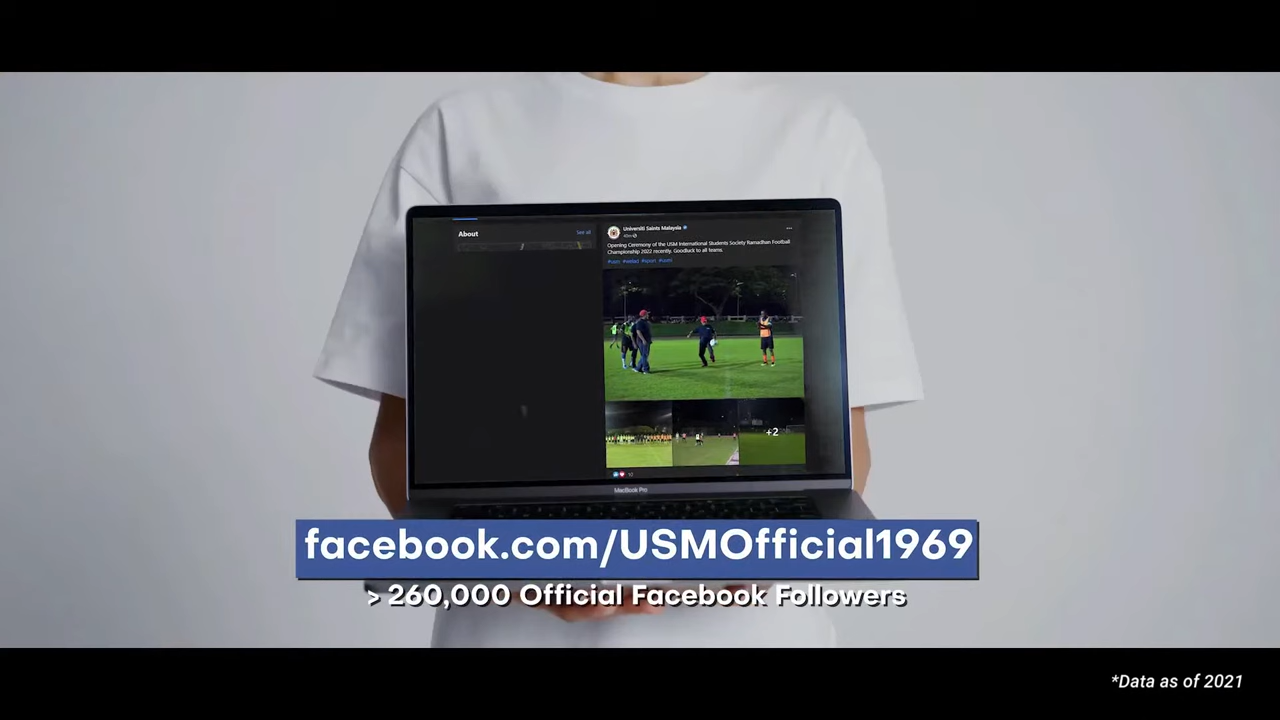 About
See all
Universiti Sains Malaysia
Opening Ceremony of the USM International Students Society Ramadhan Football
Championship 2022 recently. Goodluck to all teams.
#usm #sport
+2
MacBook Pro
facebook.com/USMOfficial1969
> 260,000 Official Facebook Followers
*Data as of 2021